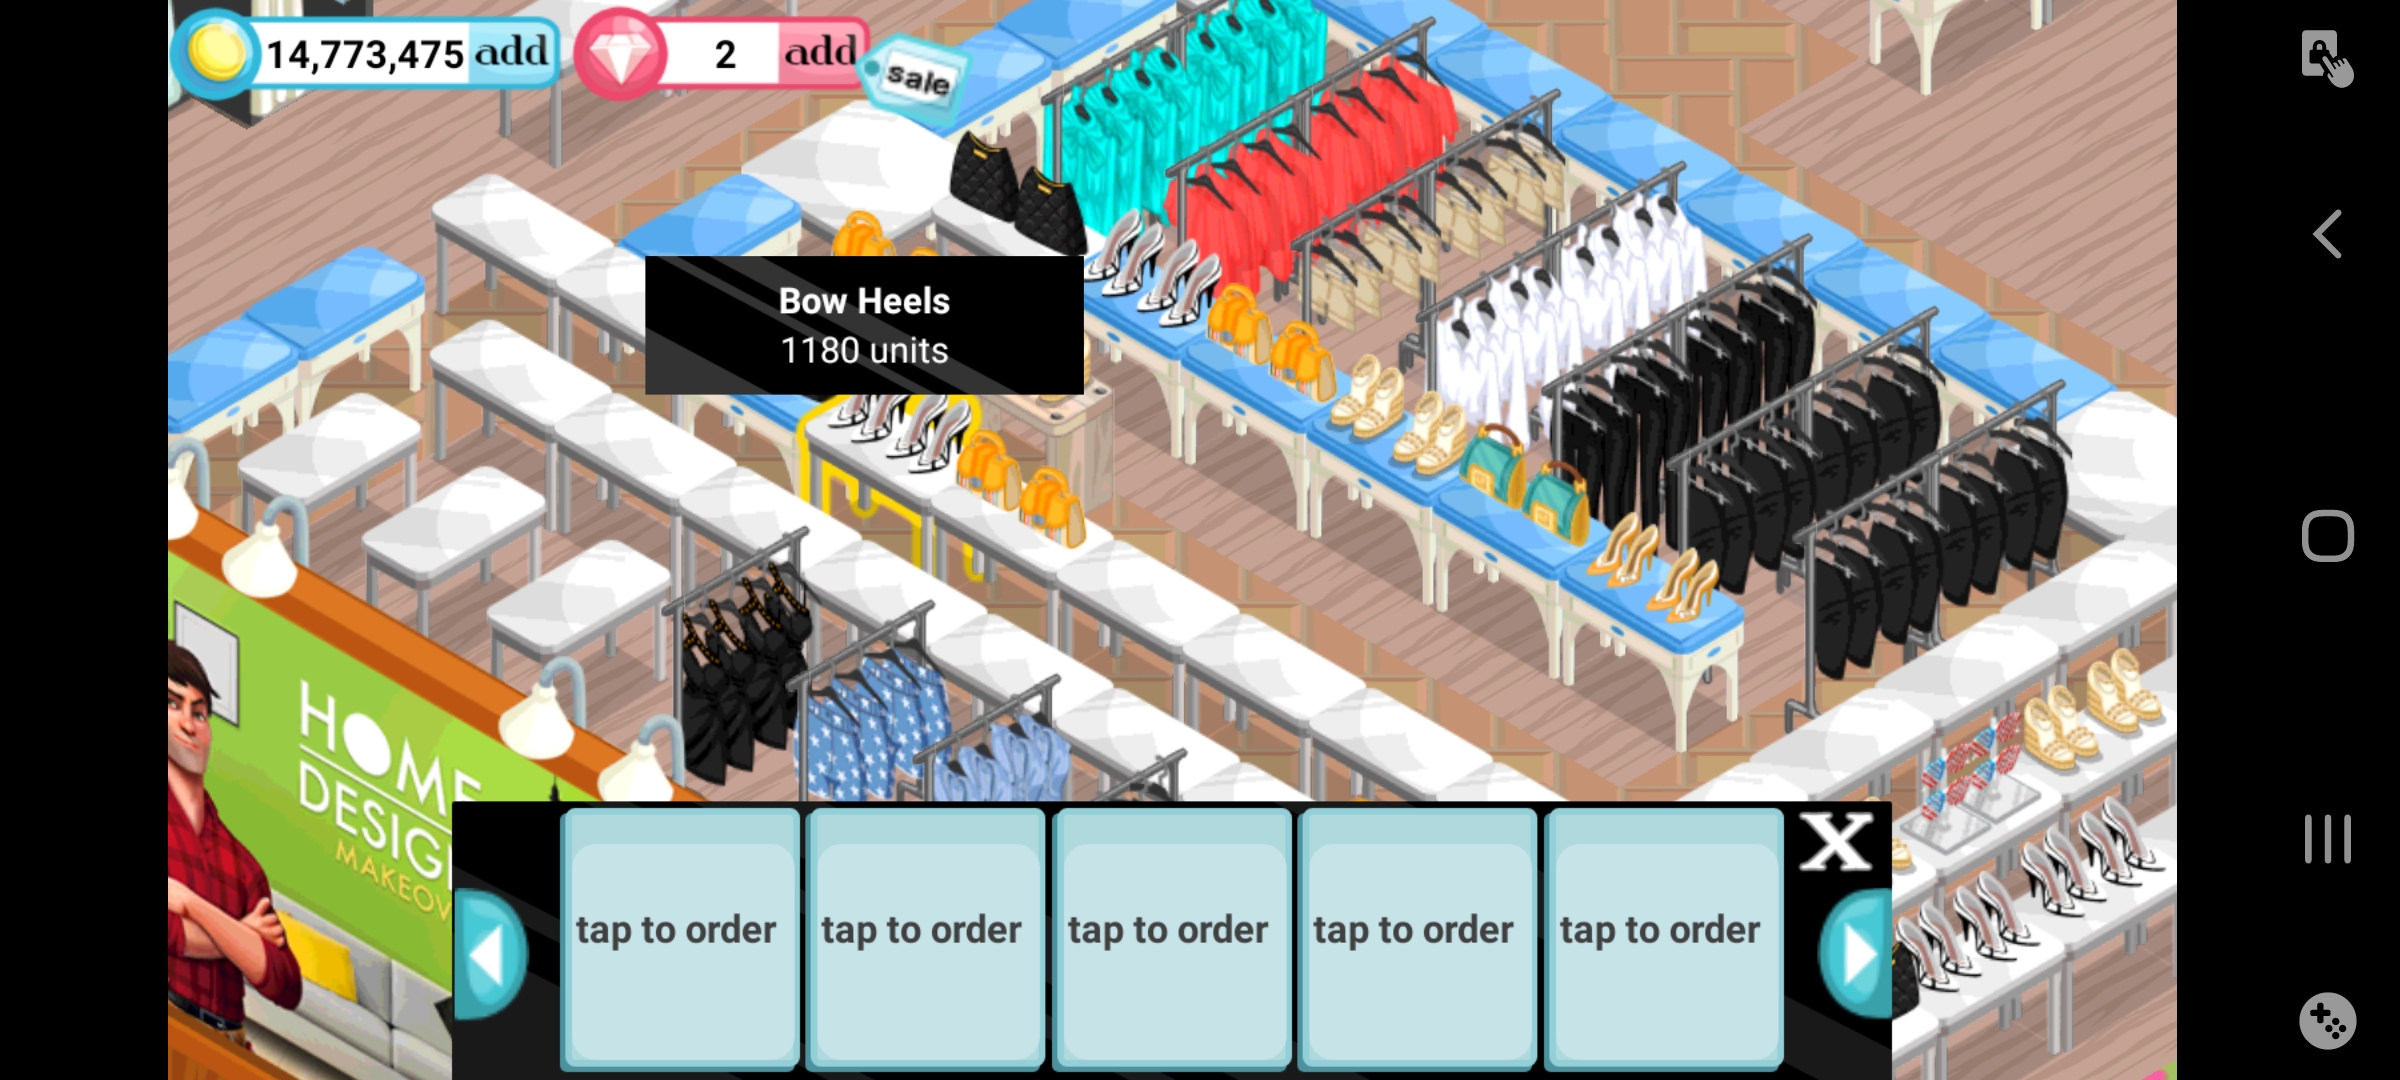 14,773,475 add
2 add
sale
Bow Heels
1180 units
HOME
DESIGN
MAKEOV
tap to order
tap to order
tap to order
tap to order
tap to order
X